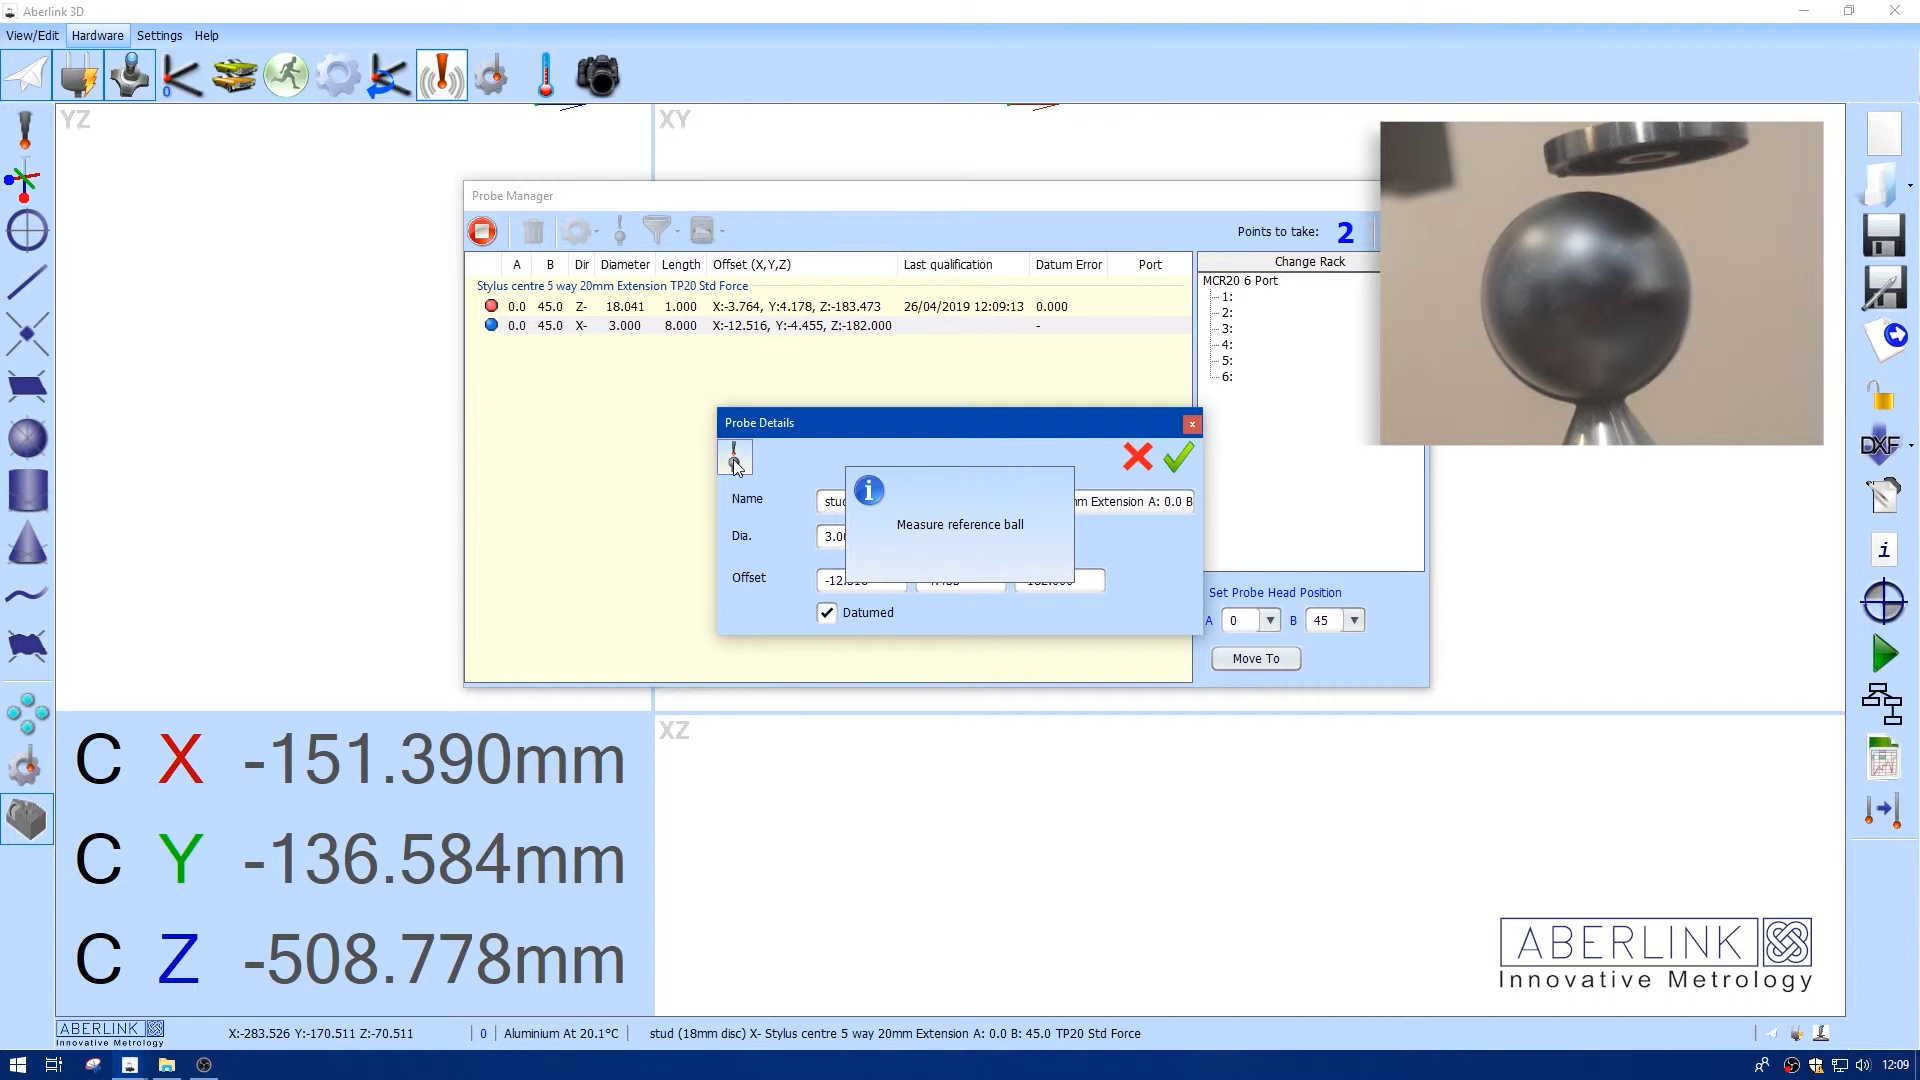 Aberlink 3D
View/Edit Hardware Settings Help
YZ
XY
Probe Manager
Points to take: 2
A B Dir Diameter Length Offset (X,Y,Z) Last qualification Datum Error Port
Change Rack
Stylus centre 5 way 20mm Extension TP20 Std Force
MCR20 6 Port
0.0 45.0 Z- 18.041 1.000 X:-3.764, Y:4.178, Z:-183.473 26/04/2019 12:09:13 0.000
0.0 45.0 X- 3.000 8.000 X:-12.516, Y:-4.455, Z:-182.000 -
1:
2:
3:
4:
5:
6:
Probe Details
Name
mm Extension A: 0.0 B
Measure reference ball
Dia.
Offset
Datumed
Set Probe Head Position
A 0 B 45
Move To
DXF
i
C X -151.390mm
C Y -136.584mm
C Z -508.778mm
XZ
ABERLINK
Innovative Metrology
ABERLINK
Innovative Metrology
X:-283.526 Y:-170.511 Z:-70.511
0
Aluminium At 20.1°C
stud (18mm disc) X- Stylus centre 5 way 20mm Extension A: 0.0 B: 45.0 TP20 Std Force
12:09